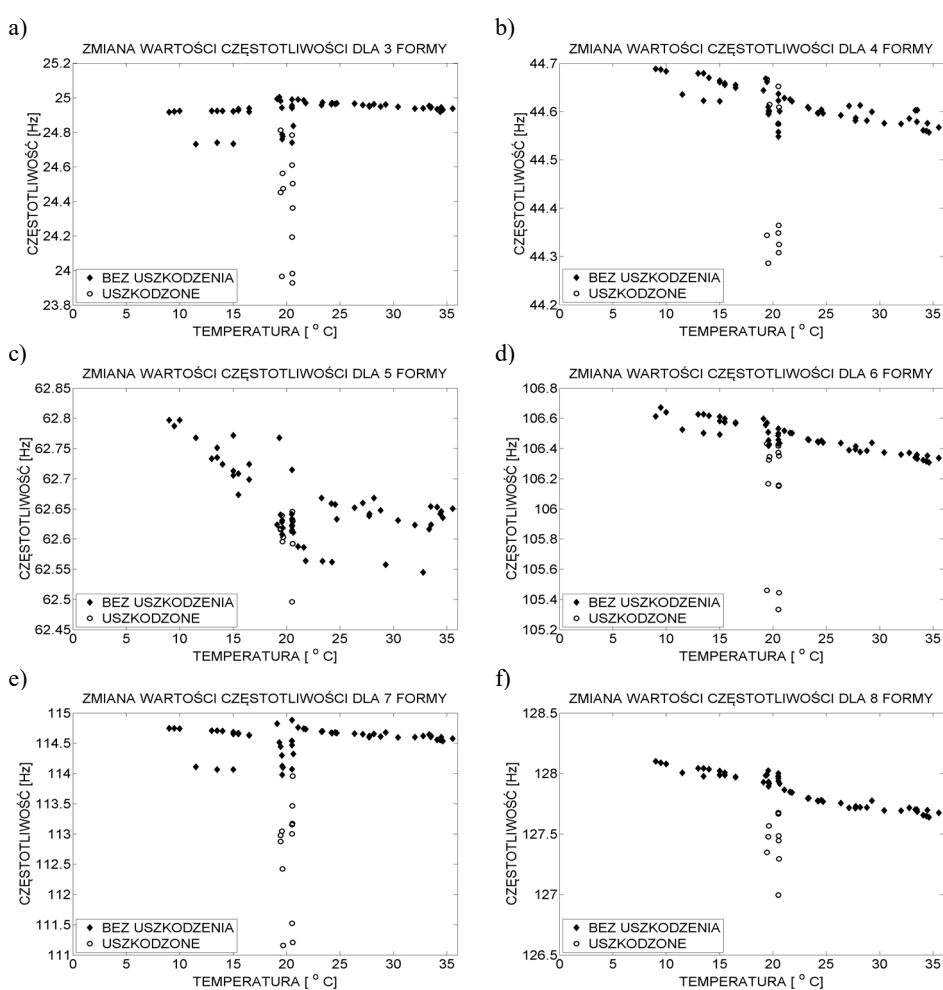 a)
ZMIANA WARTOŚCI CZĘSTOTLIWOŚCI DLA 3 FORMY
25.2
25
24.8
24.6
24.4
24.2
24
23.8
CZĘSTOTLIWOŚĆ [Hz]
BEZ USZKODZENIA
USZKODZONE
0 5 10 15 20 25 30 35
TEMPERATURA [ ° C]
b)
ZMIANA WARTOŚCI CZĘSTOTLIWOŚCI DLA 4 FORMY
44.7
44.6
44.5
44.4
44.3
44.2
CZĘSTOTLIWOŚĆ [Hz]
BEZ USZKODZENIA
USZKODZONE
0 5 10 15 20 25 30 35
TEMPERATURA [ ° C]
c)
ZMIANA WARTOŚCI CZĘSTOTLIWOŚCI DLA 5 FORMY
62.85
62.8
62.75
62.7
62.65
62.6
62.55
62.5
62.45
CZĘSTOTLIWOŚĆ [Hz]
BEZ USZKODZENIA
USZKODZONE
0 5 10 15 20 25 30 35
TEMPERATURA [ ° C]
d)
ZMIANA WARTOŚCI CZĘSTOTLIWOŚCI DLA 6 FORMY
106.8
106.6
106.4
106.2
106
105.8
105.6
105.4
105.2
CZĘSTOTLIWOŚĆ [Hz]
BEZ USZKODZENIA
USZKODZONE
0 5 10 15 20 25 30 35
TEMPERATURA [ ° C]
e)
ZMIANA WARTOŚCI CZĘSTOTLIWOŚCI DLA 7 FORMY
115
114.5
114
113.5
113
112.5
112
111.5
111
CZĘSTOTLIWOŚĆ [Hz]
BEZ USZKODZENIA
USZKODZONE
0 5 10 15 20 25 30 35
TEMPERATURA [ ° C]
f)
ZMIANA WARTOŚCI CZĘSTOTLIWOŚCI DLA 8 FORMY
128.5
128
127.5
127
126.5
CZĘSTOTLIWOŚĆ [Hz]
BEZ USZKODZENIA
USZKODZONE
0 5 10 15 20 25 30 35
TEMPERATURA [ ° C]